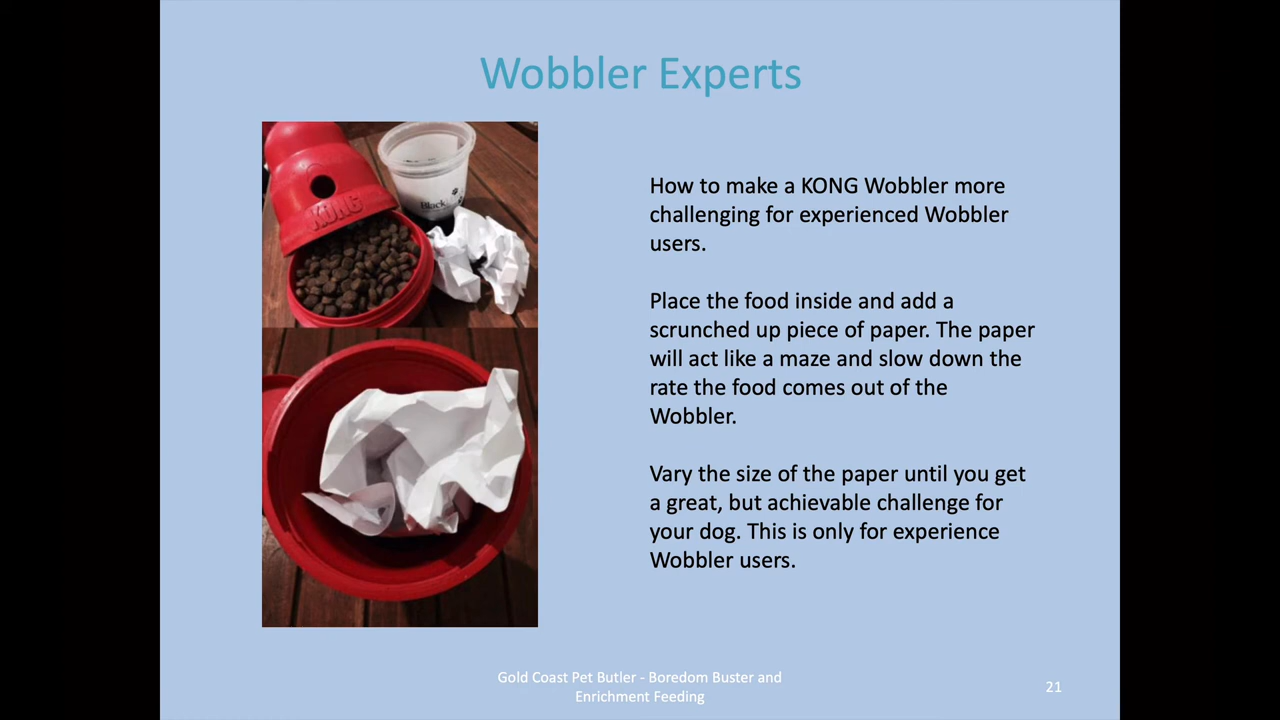 Wobbler Experts
KONG
Black
How to make a KONG Wobbler more
challenging for experienced Wobbler
users.
Place the food inside and add a
scrunched up piece of paper. The paper
will act like a maze and slow down the
rate the food comes out of the
Wobbler.
Vary the size of the paper until you get
a great, but achievable challenge for
your dog. This is only for experience
Wobbler users.
Gold Coast Pet Butler - Boredom Buster and
Enrichment Feeding
21